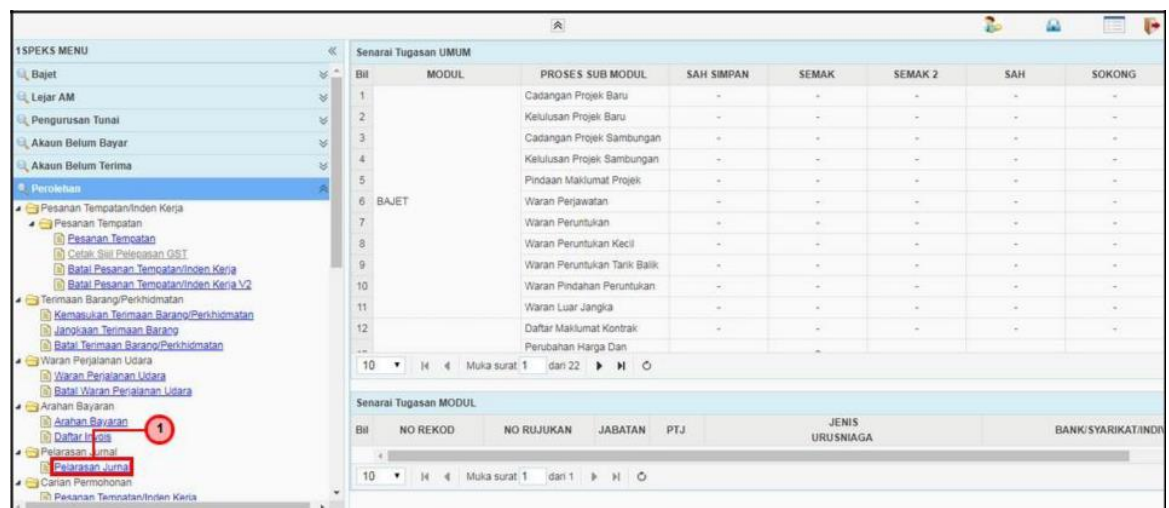 1SPEKS MENU
Bajet
Lejar AM
Pengurusan Tunai
Akaun Belum Bayar
Akaun Belum Terima
Perolehan
Pesanan Tempatan/Inden Kerja
Pesanan Tempatan
Pesanan Tempatan
Cetak Sijil Pelepasan GST
Batal Pesanan Tempatan/Inden Kerja
Batal Pesanan Tempatan/Inden Kerja V2
Terimaan Barang/Perkhidmatan
Kemasukan Terimaan Barang/Perkhidmatan
Jangkaan Terimaan Barang
Batal Terimaan Barang/Perkhidmatan
Waran Perjalanan Udara
Waran Perjalanan Udara
Batal Waran Perjalanan Udara
Arahan Bayaran
Arahan Bayaran
Daftar Invois
1
Pelarasan Jurnal
Pelarasan Jurnal
Carian Permohonan
Pesanan Tempatan/Inden Kerja
Senarai Tugasan UMUM
Bil MODUL PROSES SUB MODUL SAH SIMPAN SEMAK SEMAK 2 SAH SOKONG
1 Cadangan Projek Baru - - - - -
2 Kelulusan Projek Baru - - - - -
3 Cadangan Projek Sambungan - - - - -
4 Kelulusan Projek Sambungan - - - - -
5 Pindaan Maklumat Projek - - - - -
6 BAJET Waran Perjawatan - - - - -
7 Waran Peruntukan - - - - -
8 Waran Peruntukan Kecil - - - - -
9 Waran Peruntukan Tarik Balik - - - - -
10 Waran Pindahan Peruntukan - - - - -
11 Waran Luar Jangka - - - - -
12 Daftar Maklumat Kontrak - - - - -
Perubahan Harga Dan
10 Muka surat 1 dari 22
Senarai Tugasan MODUL
Bil NO REKOD NO RUJUKAN JABATAN PTJ JENIS URUSNIAGA BANK/SYARIKAT/INDIV
10 Muka surat 1 dari 1